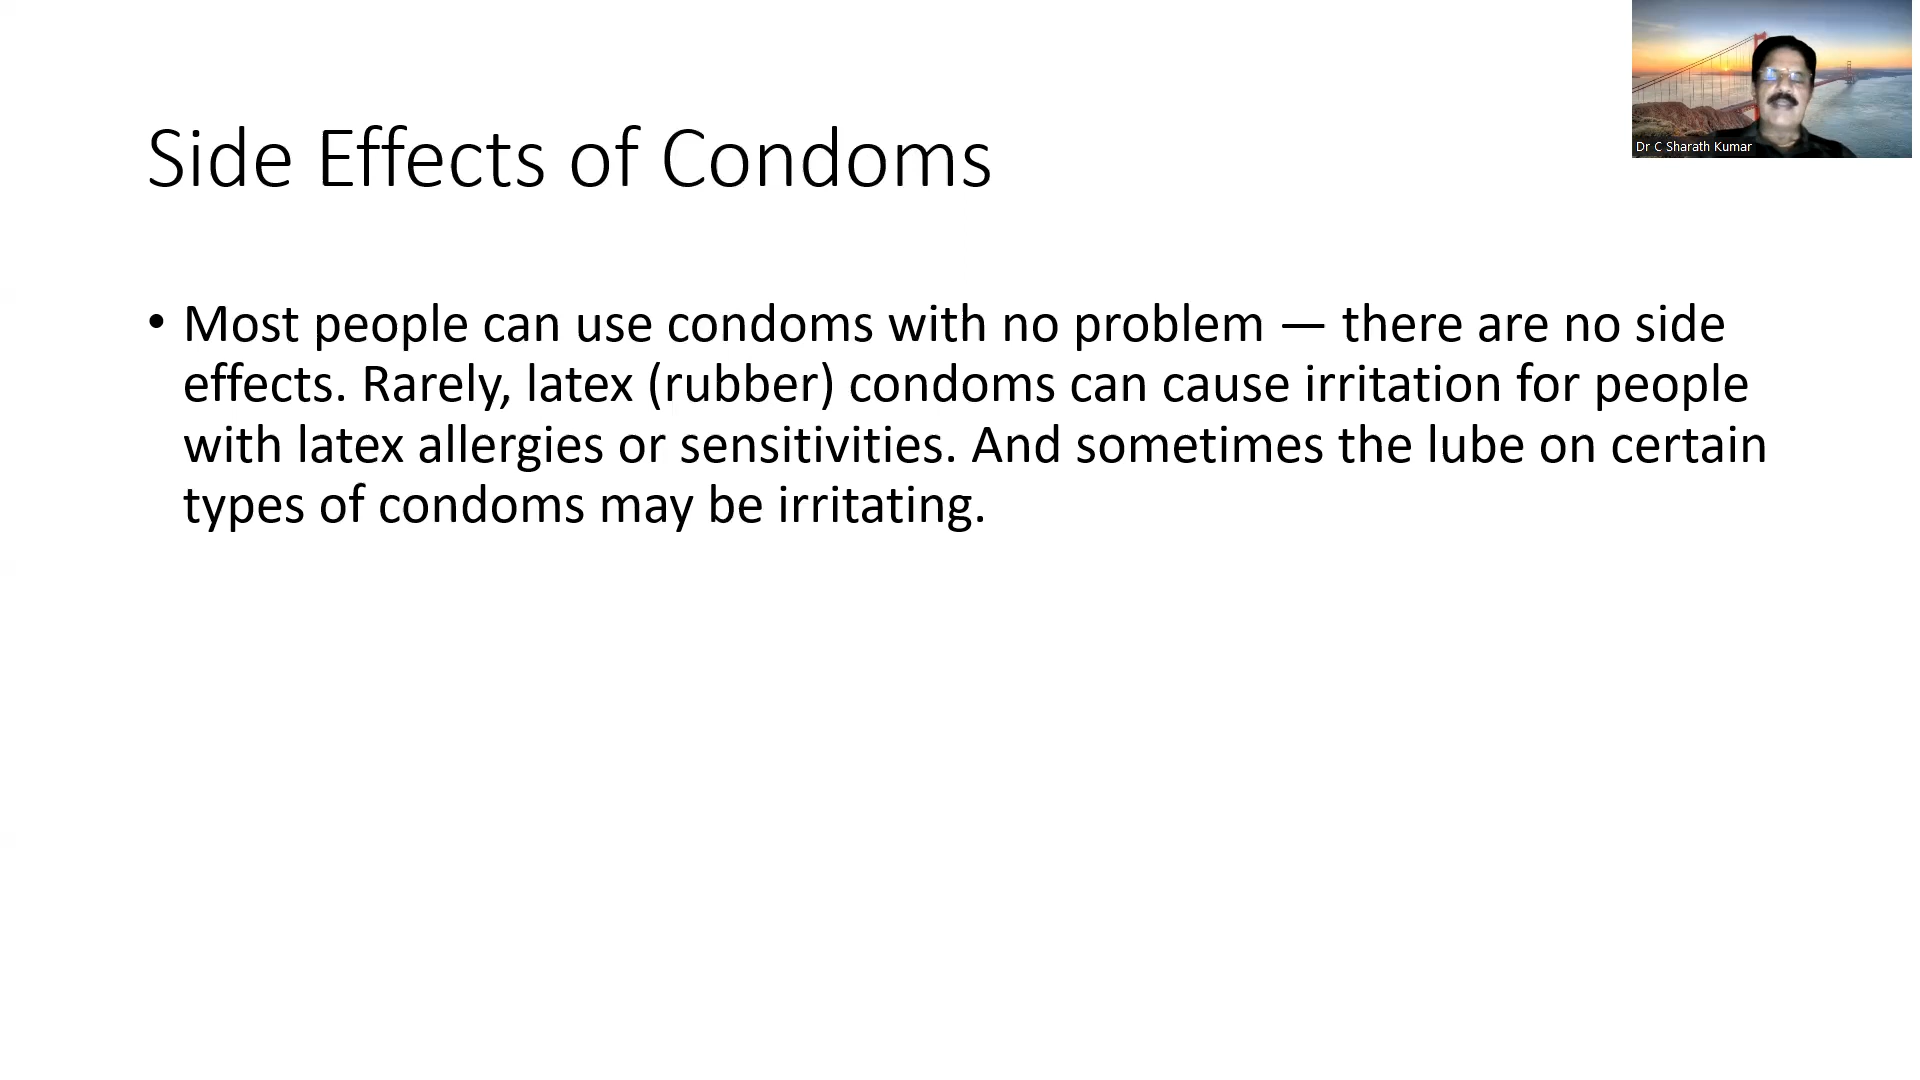 Dr C Sharath Kumar
Side Effects of Condoms
• Most people can use condoms with no problem — there are no side
effects. Rarely, latex (rubber) condoms can cause irritation for people
with latex allergies or sensitivities. And sometimes the lube on certain
types of condoms may be irritating.